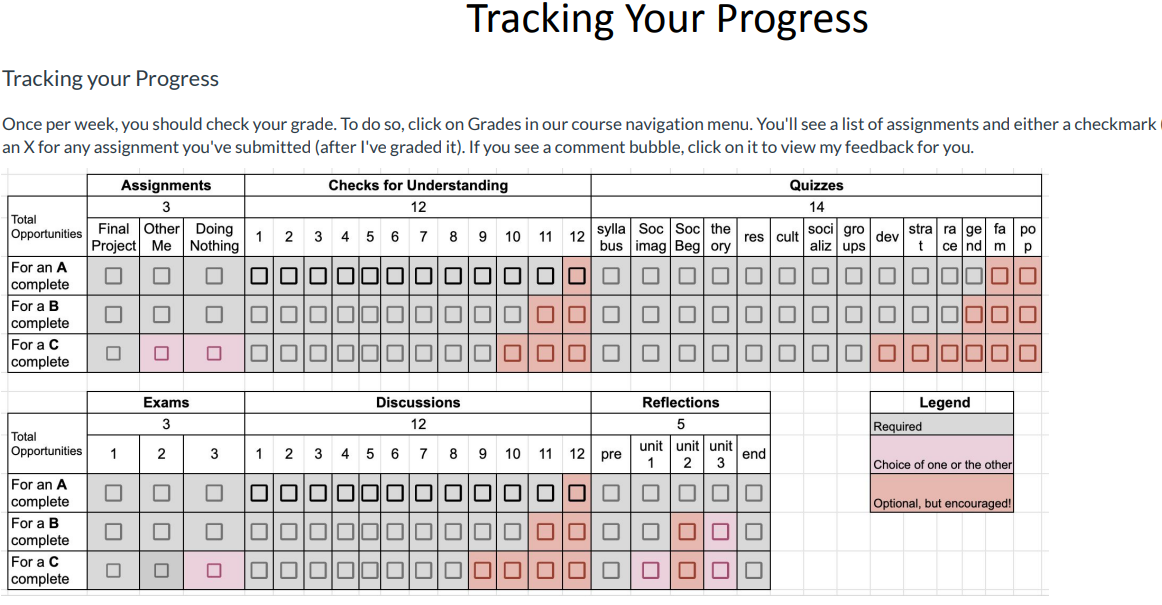 Tracking Your Progress
Tracking your Progress
Once per week, you should check your grade. To do so, click on Grades in our course navigation menu. You'll see a list of assignments and either a checkmark (
an X for any assignment you've submitted (after I've graded it). If you see a comment bubble, click on it to view my feedback for you.
Assignments Checks for Understanding Quizzes
3 12 14
Total Opportunities Final Project Other Me Doing Nothing 1 2 3 4 5 6 7 8 9 10 11 12 sylla bus Soc imag Soc Beg the ory res cult soci aliz gro ups dev stra t ra ce ge nd fa m po p
For an A
complete
For a B
complete
For a C
complete
Exams Discussions Reflections Legend
3 12 5 Required
Total Opportunities 1 2 3 1 2 3 4 5 6 7 8 9 10 11 12 pre unit 1 unit 2 unit 3 end Choice of one or the other
For an A
complete Optional, but encouraged!
For a B
complete
For a C
complete